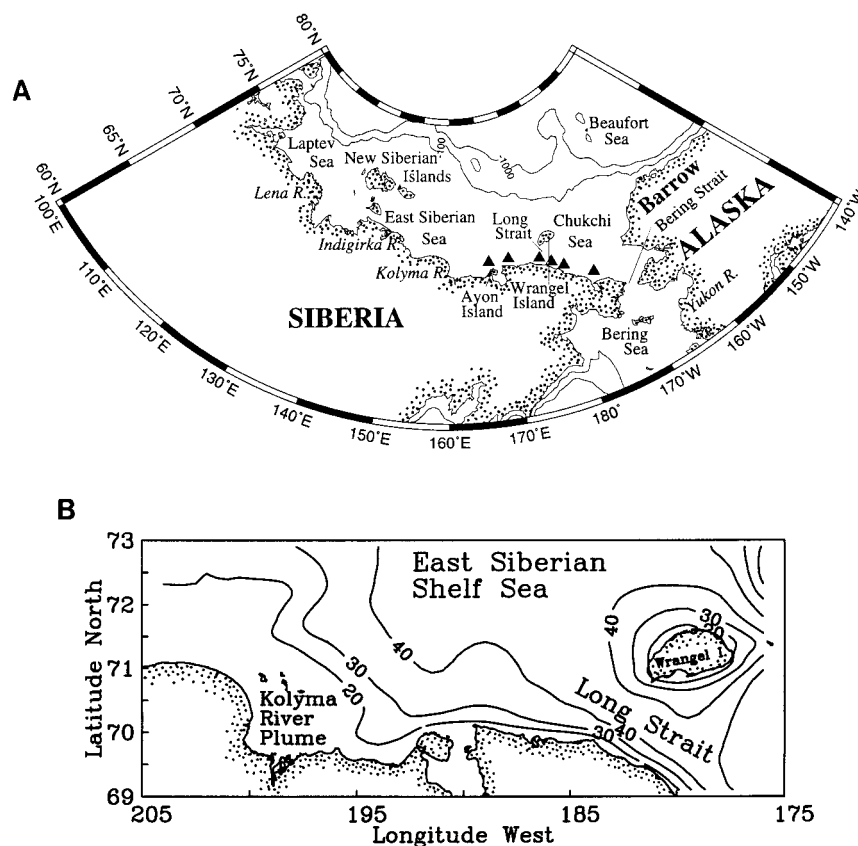 A
80°N
75°N
70°N
65°N
60°N
100°E
110°E
120°E
130°E
140°E
150°E
160°E
170°E
180°
170°W
160°W
150°W
140°W
Laptev
Sea
New Siberian
Islands
Lena R.
East Siberian
Sea
Indigirka R.
Kolyma R.
Long
Strait
Chukchi
Sea
Beaufort
Sea
100
1000
Barrow
Bering Strait
ALASKA
Yukon R.
Ayon
Island
Wrangel
Island
SIBERIA
Bering
Sea
B
73
72
71
70
69
Latitude North
East Siberian
Shelf Sea
40
30
20
40
30
20
Wrangel I.
Kolyma
River
Plume
Long Strait
40
30
205
195
185
175
Longitude West